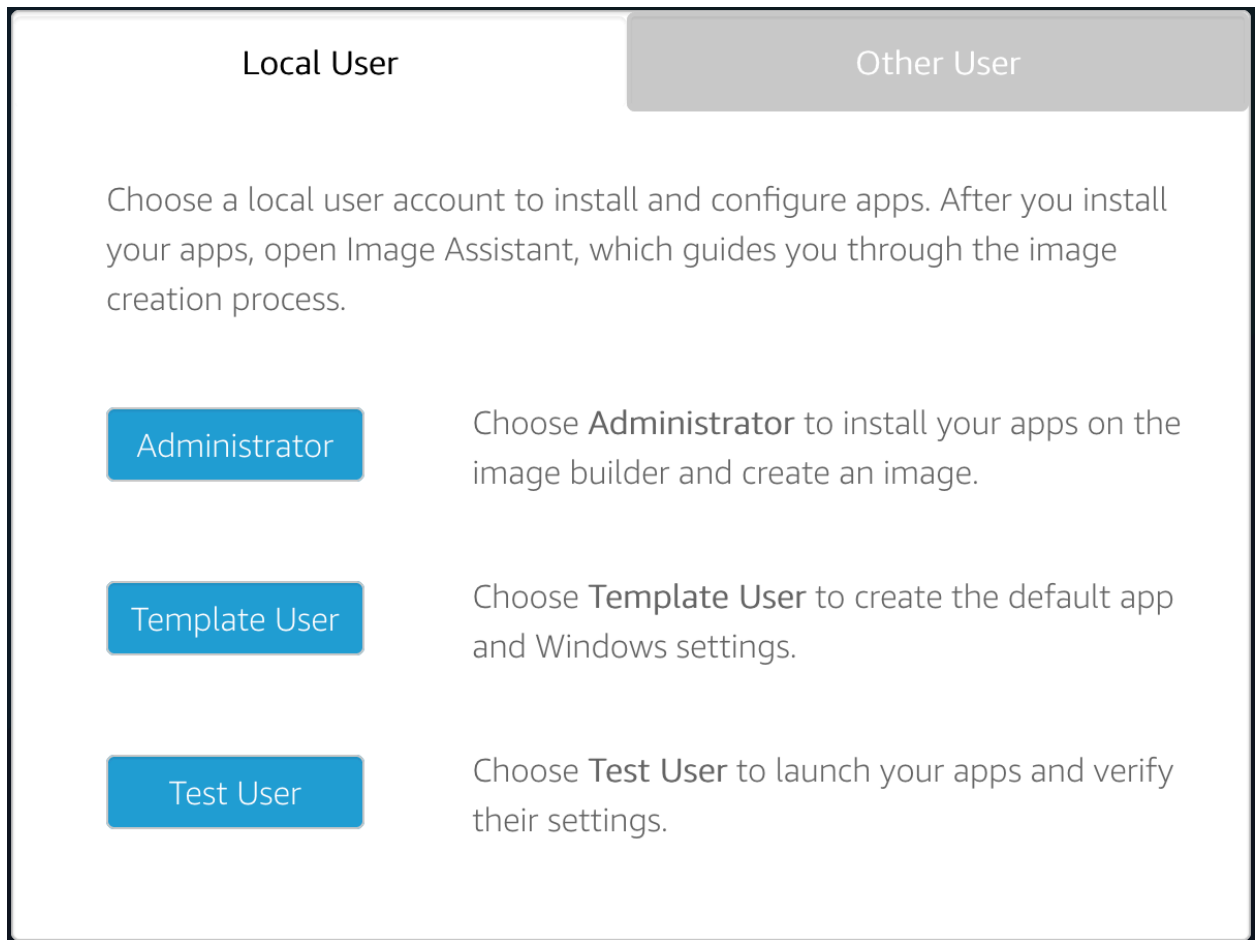 Local User
Other User
Choose a local user account to install and configure apps. After you install
your apps, open Image Assistant, which guides you through the image
creation process.
Administrator
Choose Administrator to install your apps on the
image builder and create an image.
Template User
Choose Template User to create the default app
and Windows settings.
Test User
Choose Test User to launch your apps and verify
their settings.